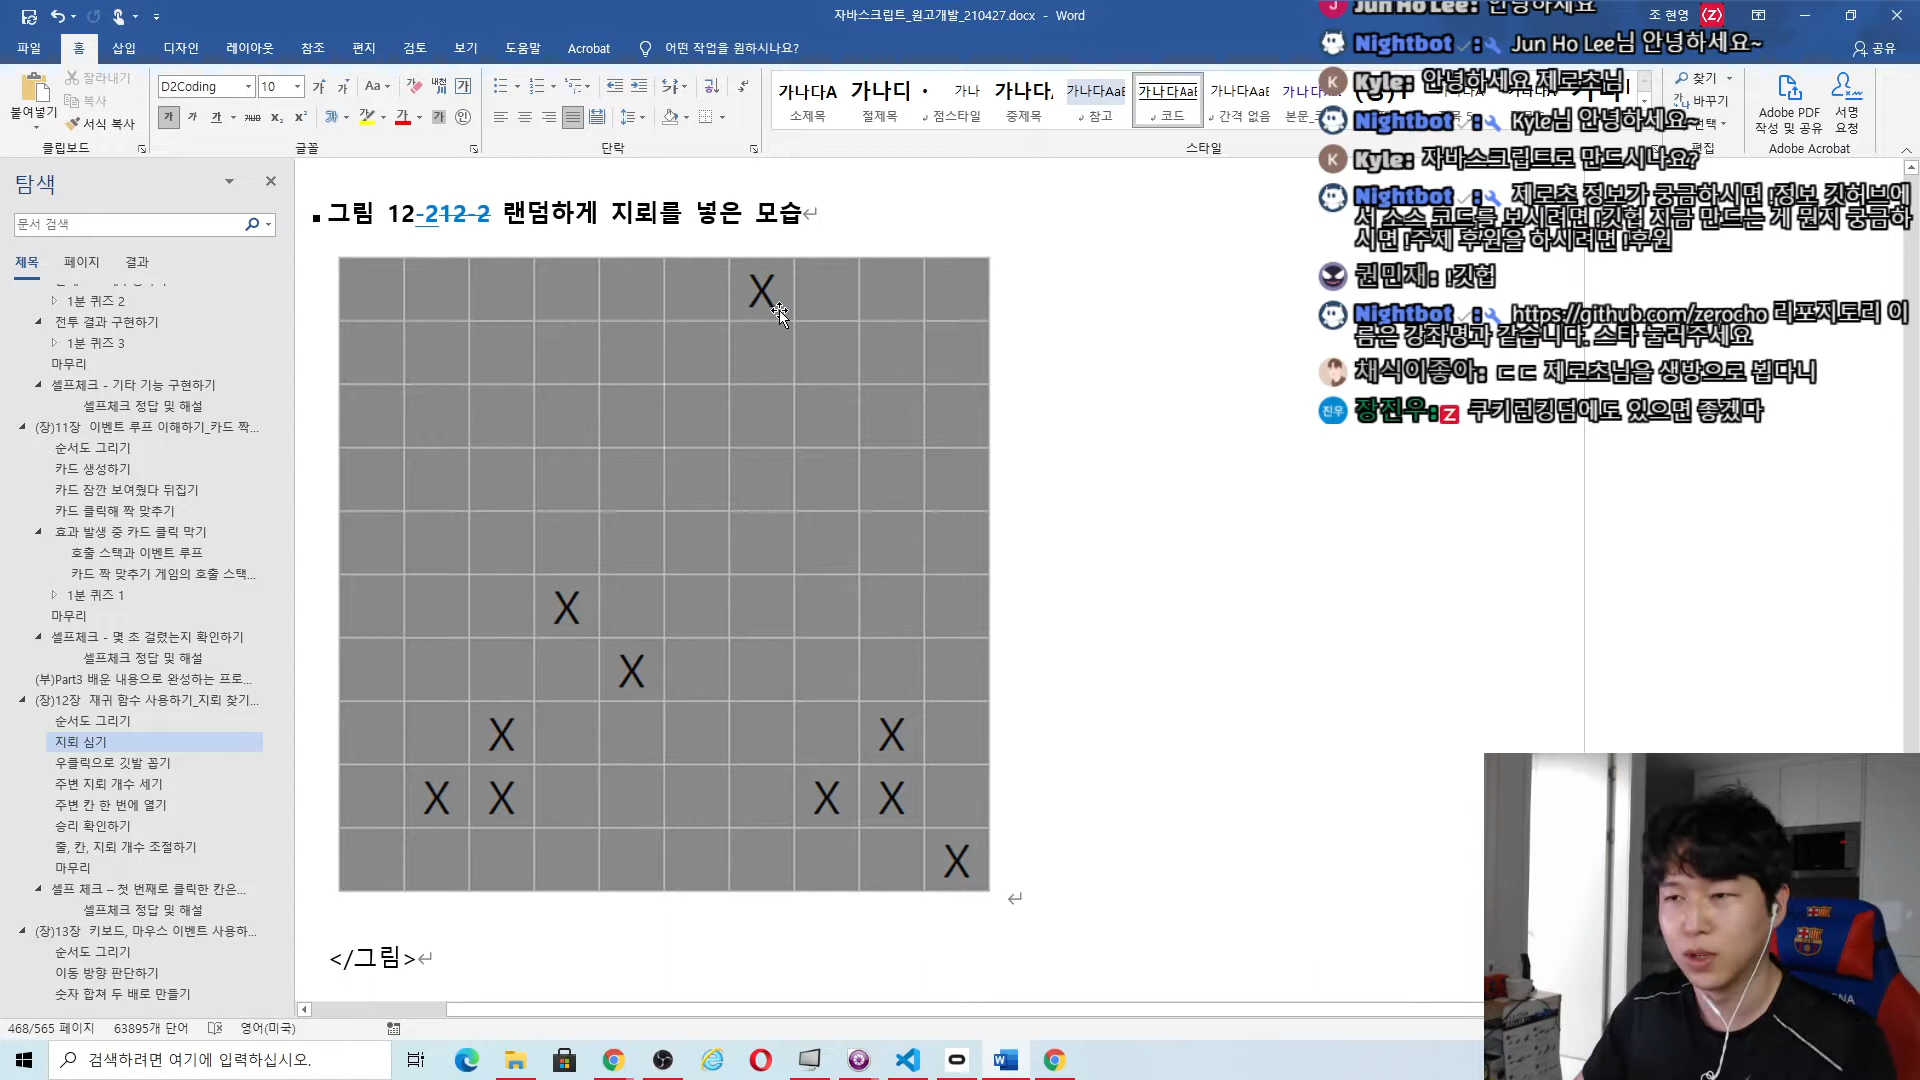 자바스크립트_원고개발_210427.docx - Word
조 현영
파일 홈 삽입 디자인 레이아웃 참조 편지 검토 보기 도움말 Acrobat 어떤 작업을 원하시나요? 공유
붙여넣기
잘라내기
복사
서식 복사
클립보드
D2Coding 10
글꼴
단락
가나다A 소제목
가나디 절제목
가나 점스타일
가나다, 중제목
가나다AaE 참고
가나다AaE 코드
가나다AaE 간격 없음
스타일
찾기
바꾸기
선택
편집
Adobe PDF 작성 및 공유
서명 요청
Adobe Acrobat
탐색
문서 검색
제목 페이지 결과
1분 퀴즈 2
전투 결과 구현하기
1분 퀴즈 3
마무리
셀프체크 - 기타 기능 구현하기
셀프체크 정답 및 해설
(장)11장 이벤트 루프 이해하기_카드 짝...
순서도 그리기
카드 생성하기
카드 잠깐 보여줬다 뒤집기
카드 클릭해 짝 맞추기
효과 발생 중 카드 클릭 막기
호출 스택과 이벤트 루프
카드 짝 맞추기 게임의 호출 스택...
1분 퀴즈 1
마무리
셀프체크 - 몇 초 걸렸는지 확인하기
셀프체크 정답 및 해설
(부)Part3 배운 내용으로 완성하는 프로...
(장)12장 재귀 함수 사용하기_지뢰 찾기...
순서도 그리기
지뢰 심기
우클릭으로 깃발 꼽기
주변 지뢰 개수 세기
주변 칸 한 번에 열기
승리 확인하기
줄, 칸, 지뢰 개수 조절하기
마무리
셀프 체크 – 첫 번째로 클릭한 칸은...
셀프체크 정답 및 해설
(장)13장 키보드, 마우스 이벤트 사용하...
순서도 그리기
이동 방향 판단하기
숫자 합쳐 두 배로 만들기
그림 12-212-2 랜덤하게 지뢰를 넣은 모습
X
X
X
X X
X X X X
X
</그림>
Jun Ho Lee: 안녕하세요
Nightbot: Jun Ho Lee님 안녕하세요~
Kyle: 안녕하세요 제로초님
Nightbot: Kyle님 안녕하세요~
Kyle: 자바스크립트로 만드시나요?
Nightbot: 제로초 정보가 궁금하시면 !정보 깃허브에
서 소스 코드를 보시려면 !깃헙 지금 만드는 게 뭔지 궁금하
시면 !주제 후원을 하시려면 !후원
권민재: !깃헙
Nightbot: https://github.com/zerocho 리포지토리 이
름은 강좌명과 같습니다. 스타 눌러주세요
채식이좋아: ㄷㄷ 제로초님을 생방으로 뵙다니
진우 장진우: 쿠키런킹덤에도 있으면 좋겠다
468/565 페이지 63895개 단어 영어(미국)
검색하려면 여기에 입력하십시오.